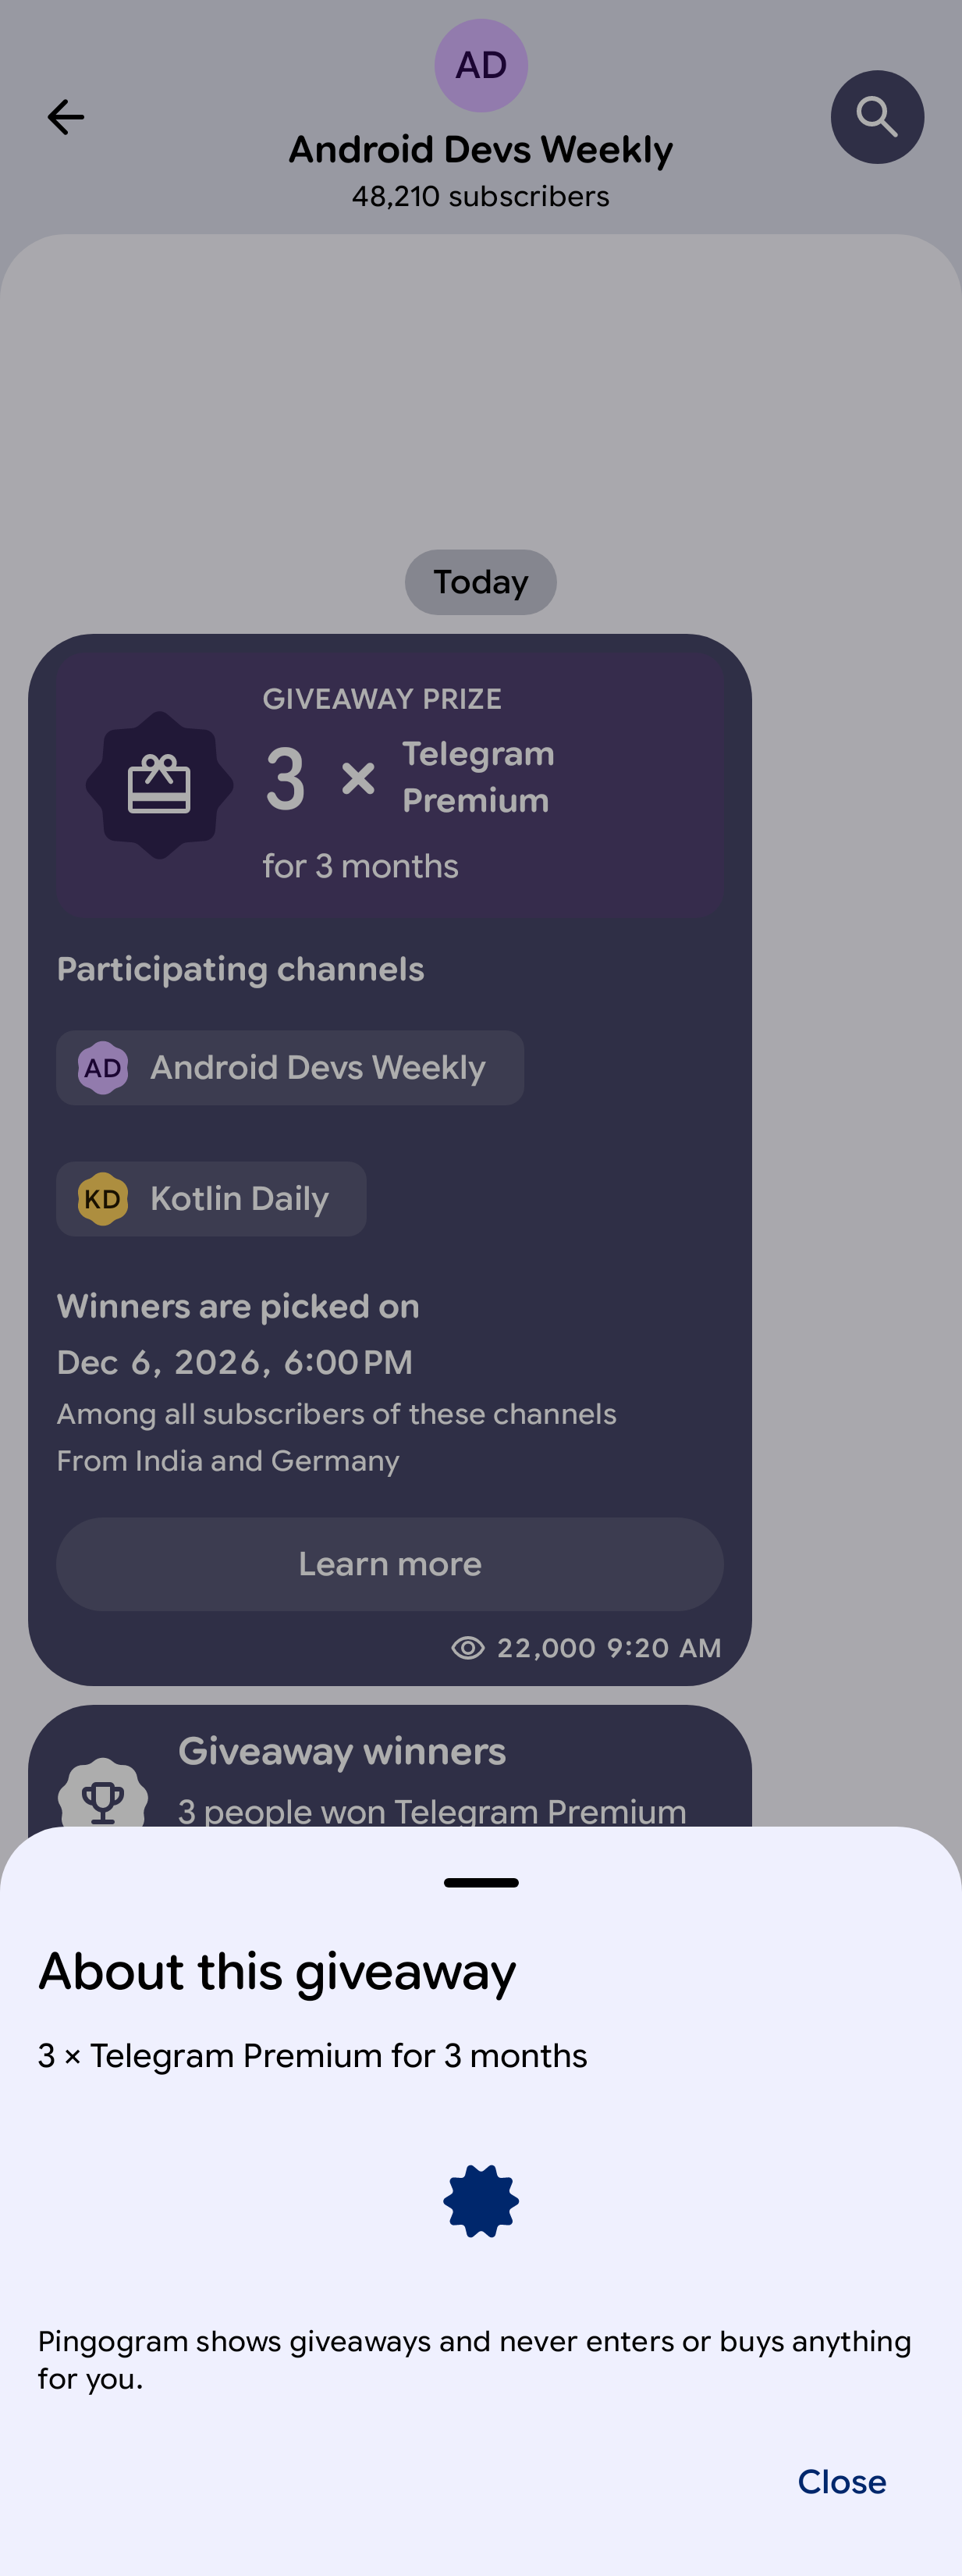 AD
Android Devs Weekly
48,210 subscribers
Today
GIVEAWAY PRIZE
3 × Telegram
Premium
for 3 months
Participating channels
AD Android Devs Weekly
KD Kotlin Daily
Winners are picked on
Dec 6, 2026, 6:00 PM
Among all subscribers of these channels
From India and Germany
Learn more
22,000 9:20 AM
Giveaway winners
3 people won Telegram Premium
About this giveaway
3 × Telegram Premium for 3 months
Pingogram shows giveaways and never enters or buys anything
for you.
Close